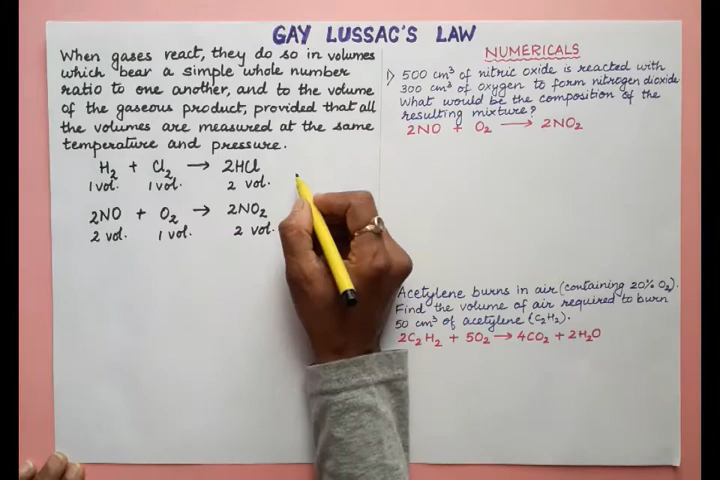 GAY LUSSAC'S LAW
When gases react, they do so in volumes
which bear a simple whole number
ratio to one another, and to the volume
of the gaseous product, provided that all
the volumes are measured at the same
temperature and pressure.
H₂ + Cl₂ → 2HCl
1 vol. 1 vol. 2 vol.
2NO + O₂ → 2NO₂
2 vol. 1 vol. 2 vol.
NUMERICALS
1) 500 cm³ of nitric oxide is reacted with
300 cm³ of oxygen to form nitrogen dioxide
What would be the composition of the
resulting mixture?
2NO + O₂ → 2NO₂
Acetylene burns in air (containing 20% O₂).
Find the volume of air required to burn
50 cm³ of acetylene (C₂H₂).
2C₂H₂ + 5O₂ → 4CO₂ + 2H₂O